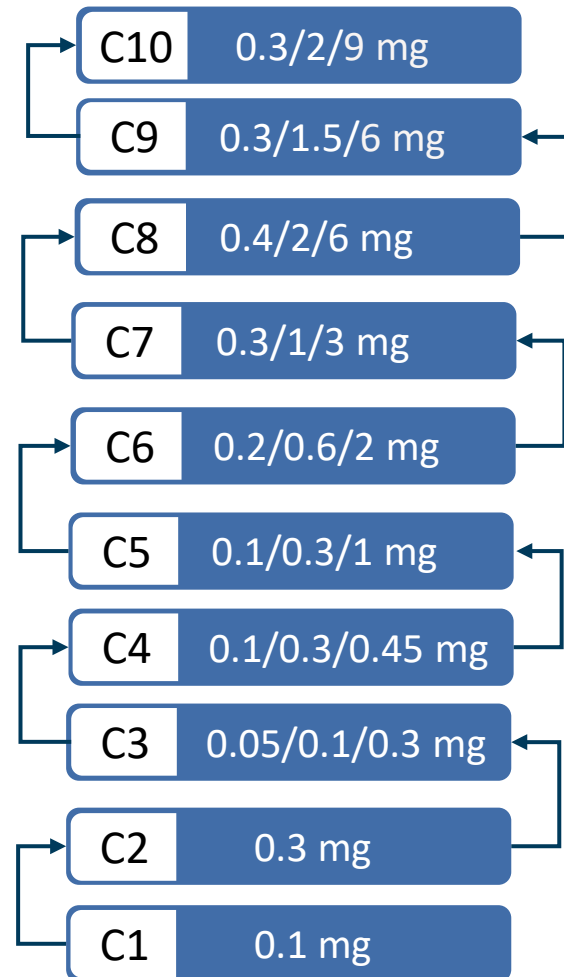 C10 0.3/2/9 mg
C9 0.3/1.5/6 mg
C8 0.4/2/6 mg
C7 0.3/1/3 mg
C6 0.2/0.6/2 mg
C5 0.1/0.3/1 mg
C4 0.1/0.3/0.45 mg
C3 0.05/0.1/0.3 mg
C2 0.3 mg
C1 0.1 mg